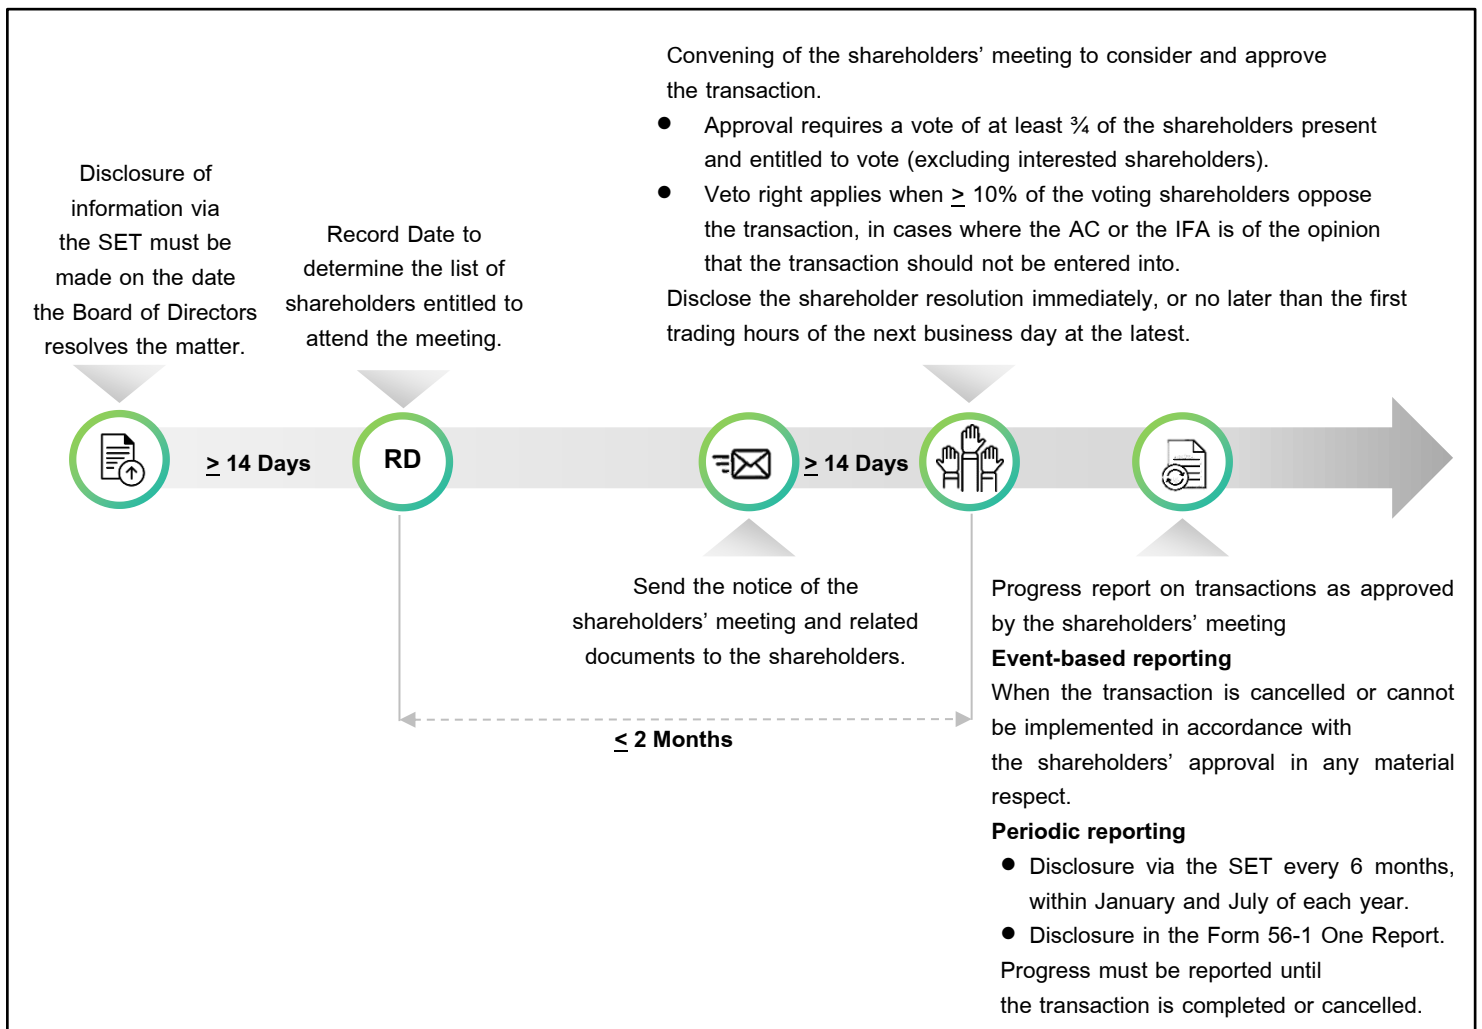 Disclosure of
information via
the SET must be
made on the date
the Board of Directors
resolves the matter.
Record Date to
determine the list of
shareholders entitled to
attend the meeting.
Convening of the shareholders’ meeting to consider and approve
the transaction.
● Approval requires a vote of at least ¾ of the shareholders present
and entitled to vote (excluding interested shareholders).
● Veto right applies when ≥ 10% of the voting shareholders oppose
the transaction, in cases where the AC or the IFA is of the opinion
that the transaction should not be entered into.
Disclose the shareholder resolution immediately, or no later than the first
trading hours of the next business day at the latest.
≥ 14 Days
RD
≥ 14 Days
Send the notice of the
shareholders’ meeting and related
documents to the shareholders.
≤ 2 Months
Progress report on transactions as approved
by the shareholders’ meeting
Event-based reporting
When the transaction is cancelled or cannot
be implemented in accordance with
the shareholders’ approval in any material
respect.
Periodic reporting
● Disclosure via the SET every 6 months,
within January and July of each year.
● Disclosure in the Form 56-1 One Report.
Progress must be reported until
the transaction is completed or cancelled.